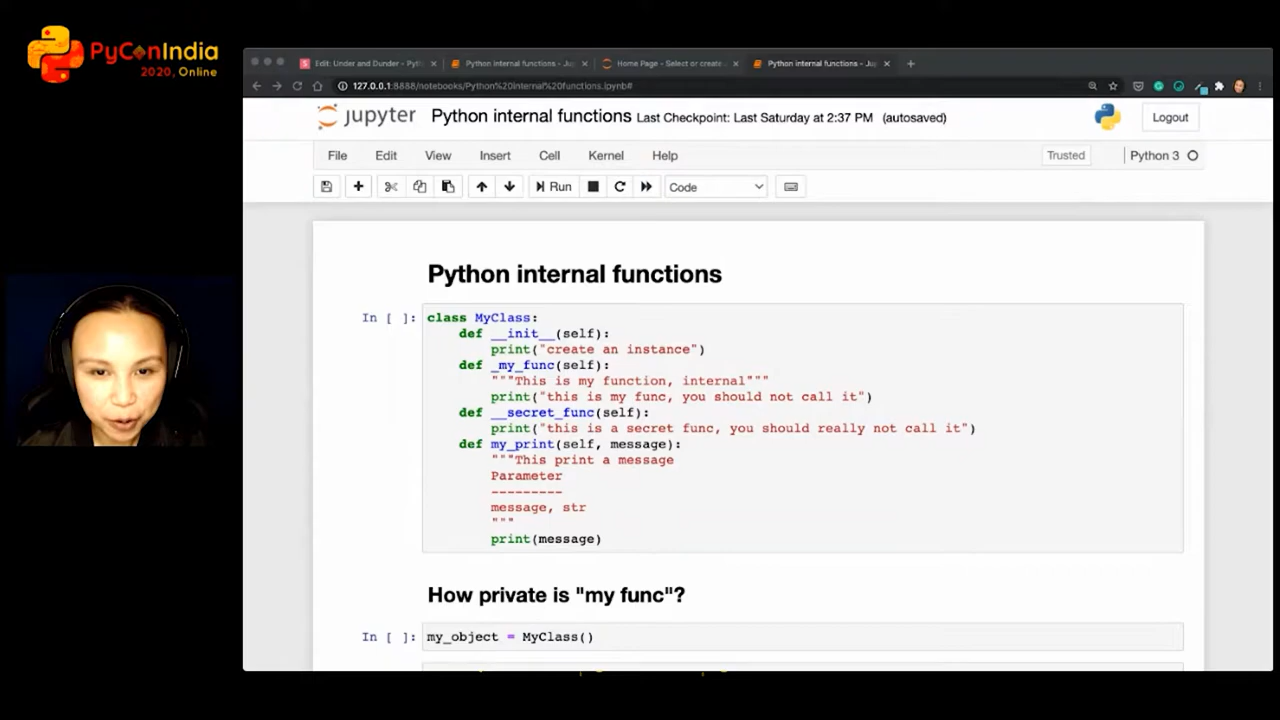 PyConIndia
2020, Online
Edit: Under and Dunder - Pyth
Python internal functions - Ju
Home Page - Select or create
Python internal functions - Ju
127.0.0.1:8888/notebooks/Python%20internal%20functions.ipynb#
jupyter Python internal functions Last Checkpoint: Last Saturday at 2:37 PM (autosaved) Logout
File Edit View Insert Cell Kernel Help Trusted Python 3
Run Code
Python internal functions
In [ ]: class MyClass:
def __init__(self):
print("create an instance")
def _my_func(self):
"""This is my function, internal"""
print("this is my func, you should not call it")
def __secret_func(self):
print("this is a secret func, you should really not call it")
def my_print(self, message):
"""This print a message
Parameter
---------
message, str
"""
print(message)
How private is "my func"?
In [ ]: my_object = MyClass()